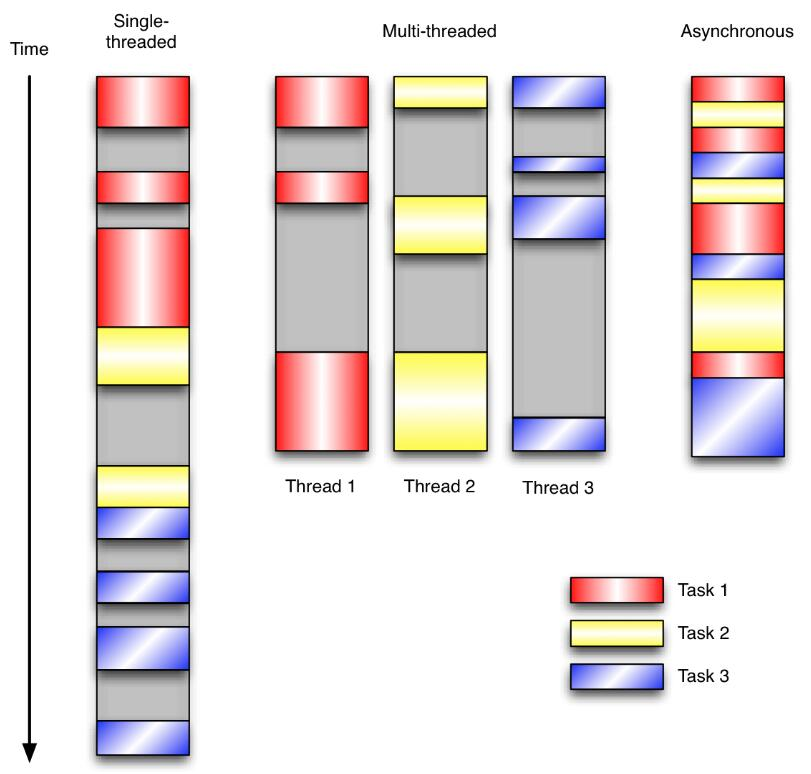 Single-
threaded
Multi-threaded
Asynchronous
Time
Thread 1
Thread 2
Thread 3
Task 1
Task 2
Task 3